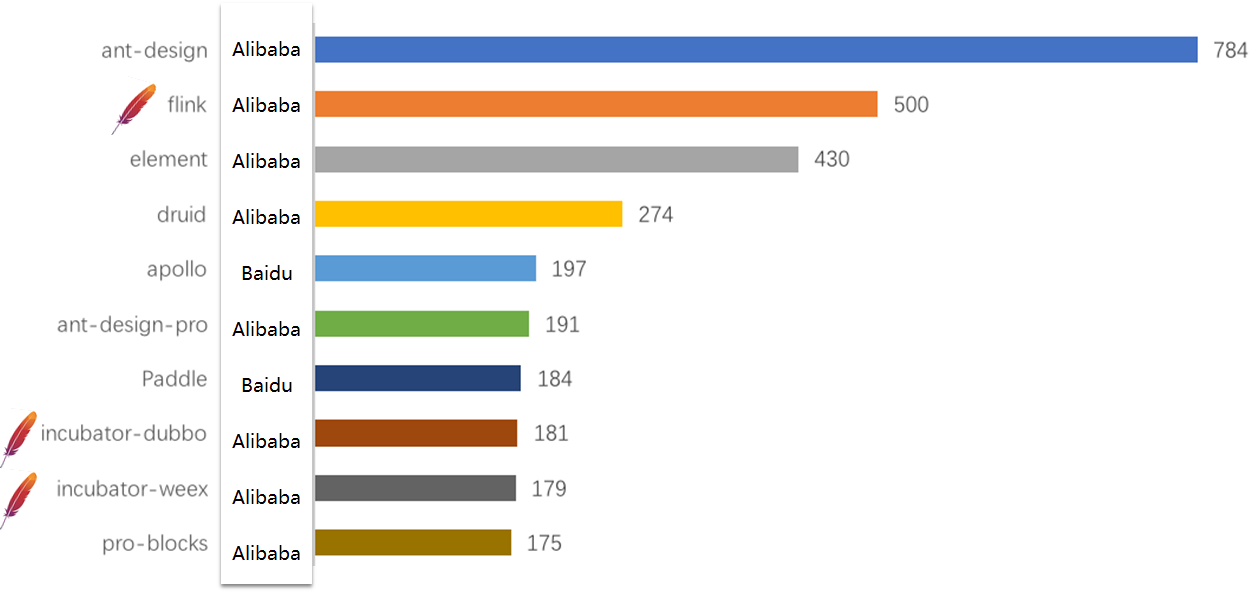 ant-design Alibaba 784
flink Alibaba 500
element Alibaba 430
druid Alibaba 274
apollo Baidu 197
ant-design-pro Alibaba 191
Paddle Baidu 184
incubator-dubbo Alibaba 181
incubator-weex Alibaba 179
pro-blocks Alibaba 175